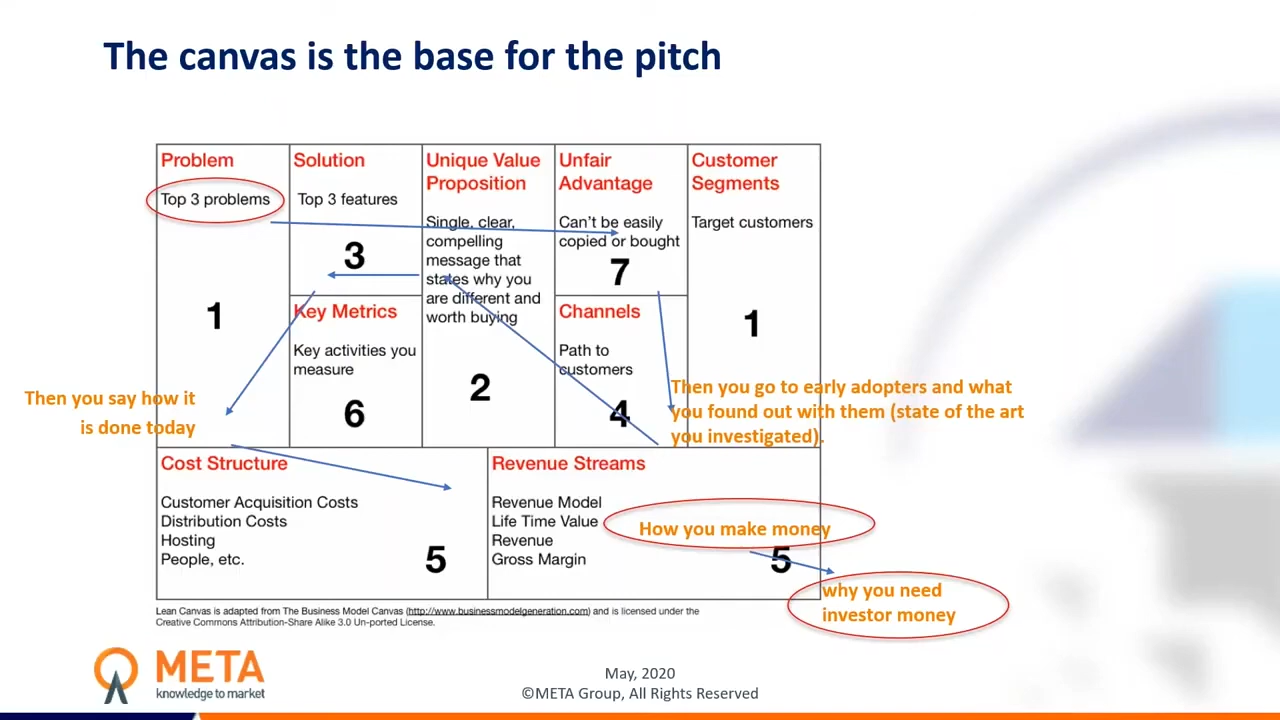 The canvas is the base for the pitch
Problem
Top 3 problems
1
Solution
Top 3 features
3
Key Metrics
Key activities you
measure
6
Unique Value
Proposition
Single, clear,
compelling
message that
states why you
are different and
worth buying
2
Unfair
Advantage
Can't be easily
copied or bought
7
Channels
Path to
customers
4
Customer
Segments
Target customers
1
Then you say how it
is done today
Then you go to early adopters and what
you found out with them (state of the art
you investigated).
Cost Structure
Customer Acquisition Costs
Distribution Costs
Hosting
People, etc.
5
Revenue Streams
Revenue Model
Life Time Value
Revenue
Gross Margin
How you make money
5
why you need
investor money
Lean Canvas is adapted from The Business Model Canvas (http://www.businessmodelgeneration.com) and is licensed under the
Creative Commons Attribution-Share Alike 3.0 Un-ported License.
META
knowledge to market
May, 2020
©META Group, All Rights Reserved